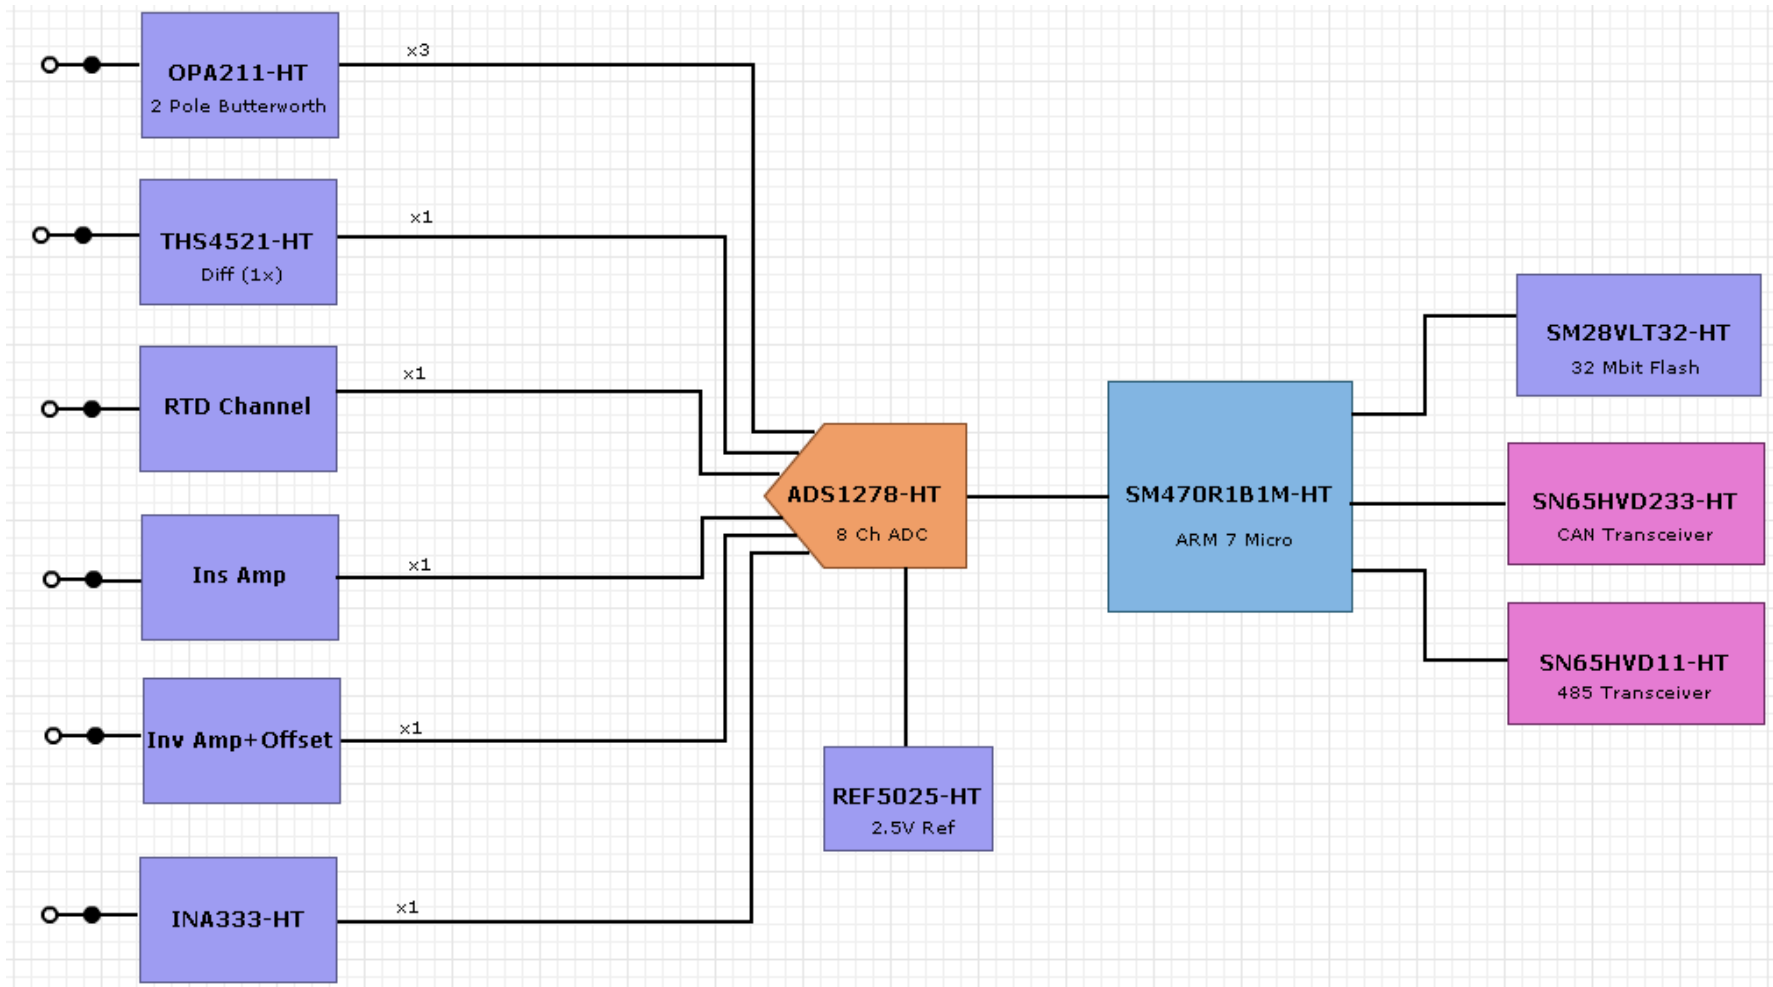 OPA211-HT
2 Pole Butterworth
x3
THS4521-HT
Diff (1x)
x1
RTD Channel
x1
Ins Amp
x1
Inv Amp+Offset
x1
INA333-HT
x1
ADS1278-HT
8 Ch ADC
REF5025-HT
2.5V Ref
SM470R1B1M-HT
ARM 7 Micro
SM28VLT32-HT
32 Mbit Flash
SN65HVD233-HT
CAN Transceiver
SN65HVD11-HT
485 Transceiver